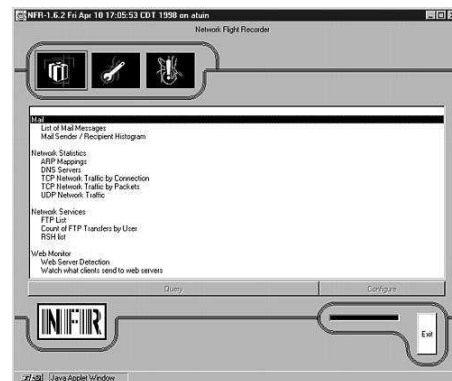 NFR-1.6.2 Fri Apr 10 17:05:53 CDT 1998 on atuin
Network Flight Recorder
Mail
List of Mail Messages
Mail Sender / Recipient Histogram
Network Statistics
ARP Mappings
DNS Servers
TCP Network Traffic by Connection
TCP Network Traffic by Packets
UDP Network Traffic
Network Services
FTP List
Count of FTP Transfers by User
RSH list
Web Monitor
Web Server Detection
Watch what clients send to web servers
Query
Configure
NFR
Exit
Java Applet Window